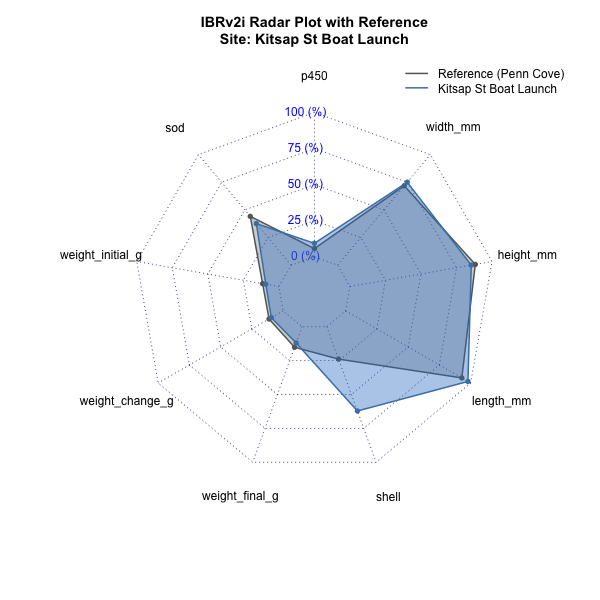 IBRv2i Radar Plot with Reference
Site: Kitsap St Boat Launch
Reference (Penn Cove)
Kitsap St Boat Launch
p450
100 (%)
sod
width_mm
75 (%)
50 (%)
25 (%)
0 (%)
weight_initial_g
height_mm
weight_change_g
length_mm
weight_final_g
shell